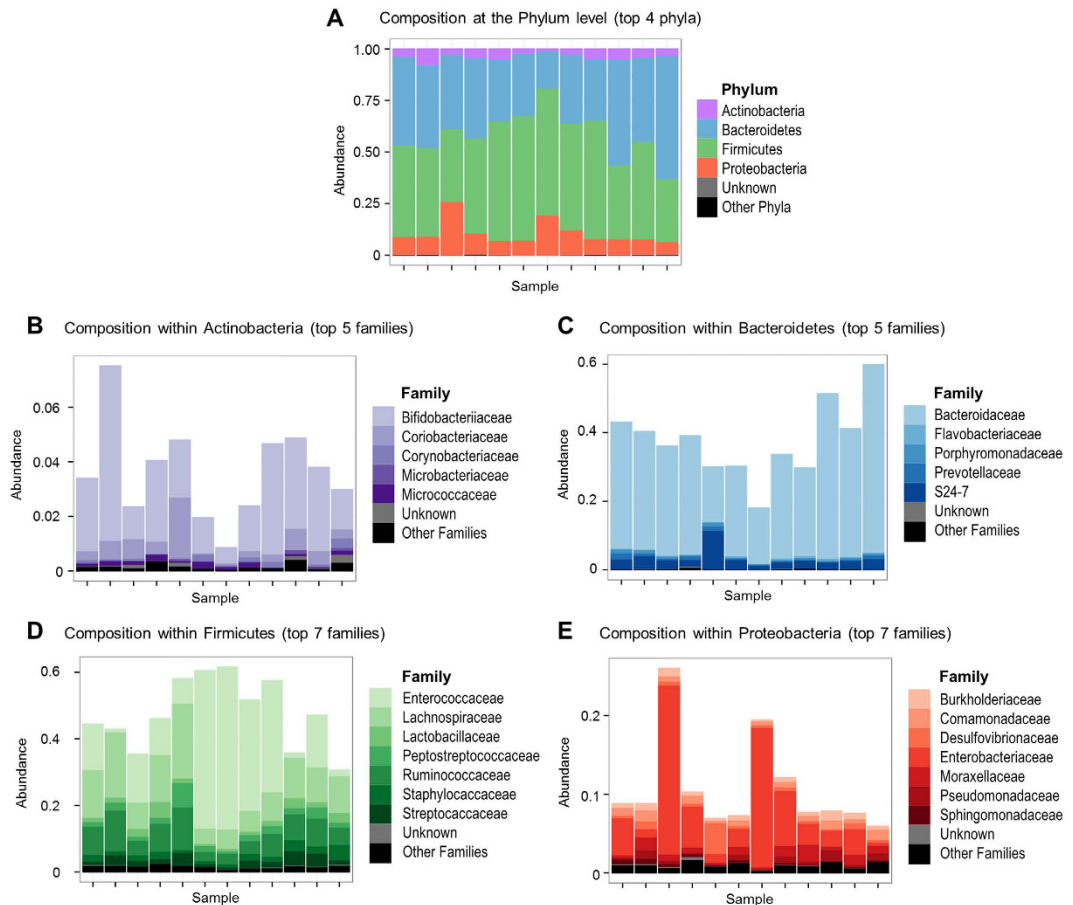 A Composition at the Phylum level (top 4 phyla)
1.00
0.75
0.50
0.25
0
Abundance
Sample
Phylum
Actinobacteria
Bacteroidetes
Firmicutes
Proteobacteria
Unknown
Other Phyla
B Composition within Actinobacteria (top 5 families)
0.06
0.04
0.02
0
Abundance
Sample
Family
Bifidobacteriiaceae
Coriobacteriaceae
Corynobacteriaceae
Microbacteriaceae
Micrococcaceae
Unknown
Other Families
C Composition within Bacteroidetes (top 5 families)
0.6
0.4
0.2
0
Abundance
Sample
Family
Bacteroidaceae
Flavobacteriaceae
Porphyromonadaceae
Prevotellaceae
S24-7
Unknown
Other Families
D Composition within Firmicutes (top 7 families)
0.6
0.4
0.2
0
Abundance
Sample
Family
Enterococcaceae
Lachnospiraceae
Lactobacillaceae
Peptostreptococcaceae
Ruminococcaceae
Staphylocaccaceae
Streptococcaceae
Unknown
Other Families
E Composition within Proteobacteria (top 7 families)
0.2
0.1
0
Abundance
Sample
Family
Burkholderiaceae
Comamonadaceae
Desulfovibrionaceae
Enterobacteriaceae
Moraxellaceae
Pseudomonadaceae
Sphingomonadaceae
Unknown
Other Families